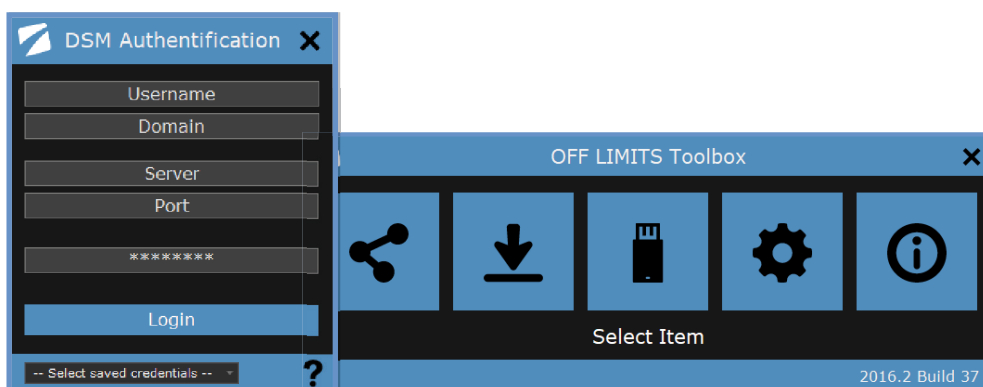 DSM Authentification
Username
Domain
Server
Port
********
Login
-- Select saved credentials --
?
OFF LIMITS Toolbox
Select Item
2016.2 Build 37